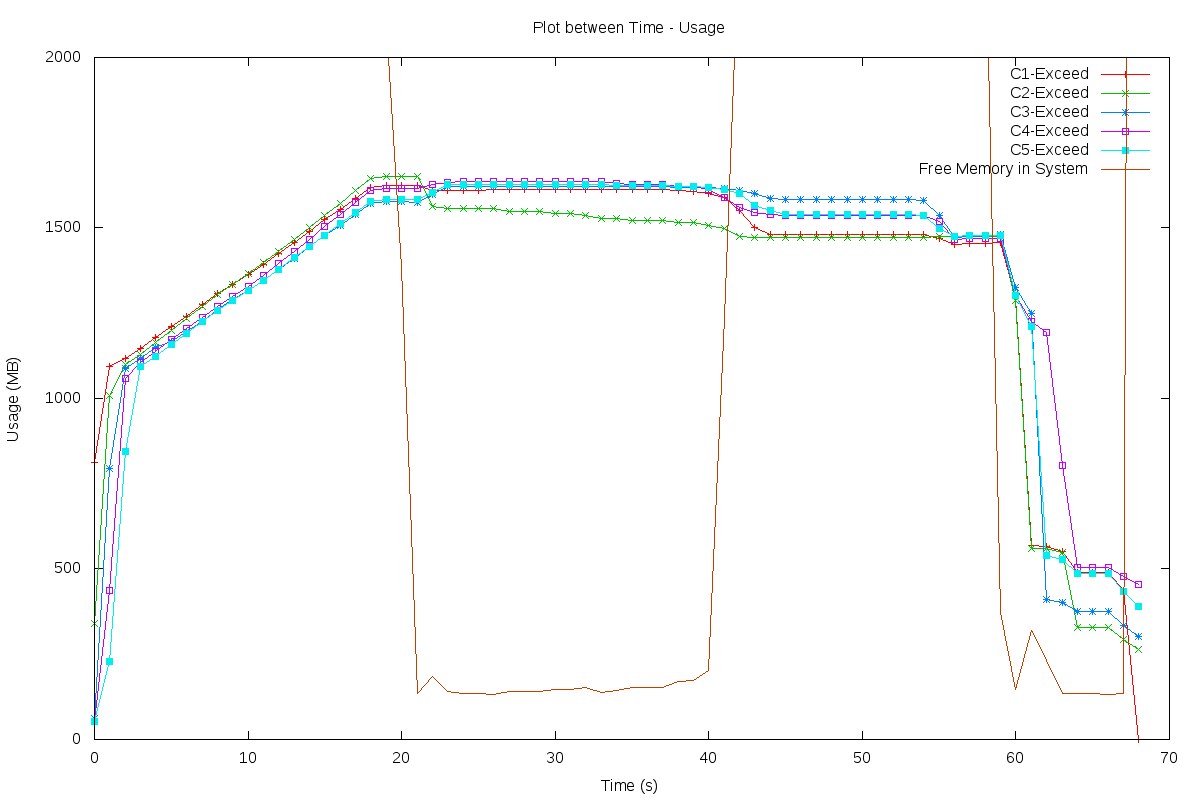 Plot between Time - Usage
2000
1500
1000
500
0
Usage (MB)
C1-Exceed
C2-Exceed
C3-Exceed
C4-Exceed
C5-Exceed
Free Memory in System
0 10 20 30 40 50 60 70
Time (s)